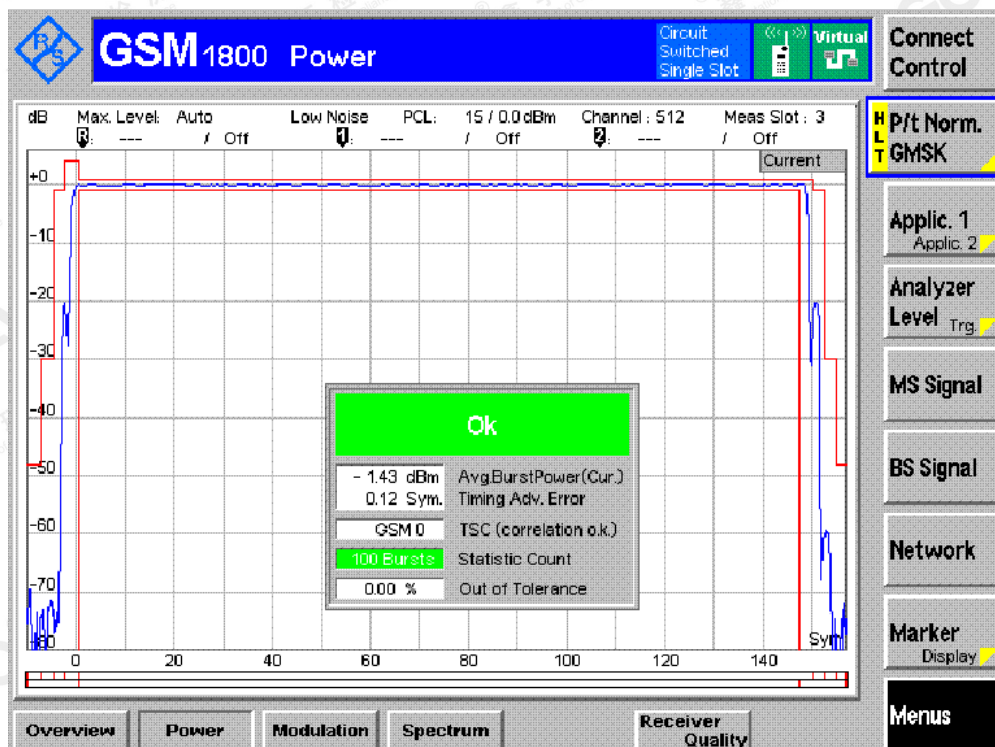 R/S
GSM 1800 Power
Circuit Switched Single Slot
Virtual
Connect Control
dB Max. Level: Auto Low Noise PCL: 15 / 0.0 dBm Channel : 512 Meas Slot : 3
R: --- / Off 1: --- / Off 2: --- / Off
Current
HLT
P/t Norm. GMSK
Applic. 1
Applic. 2
Analyzer Level Trg.
MS Signal
BS Signal
Network
Marker
Display
Menus
+0
-10
-20
-30
-40
-50
-60
-70
-80
Ok
- 1.43 dBm Avg.BurstPower(Cur.)
0.12 Sym. Timing Adv. Error
GSM 0 TSC (correlation o.k.)
100 Bursts Statistic Count
0.00 % Out of Tolerance
Sym
0 20 40 60 80 100 120 140
Overview Power Modulation Spectrum Receiver Quality